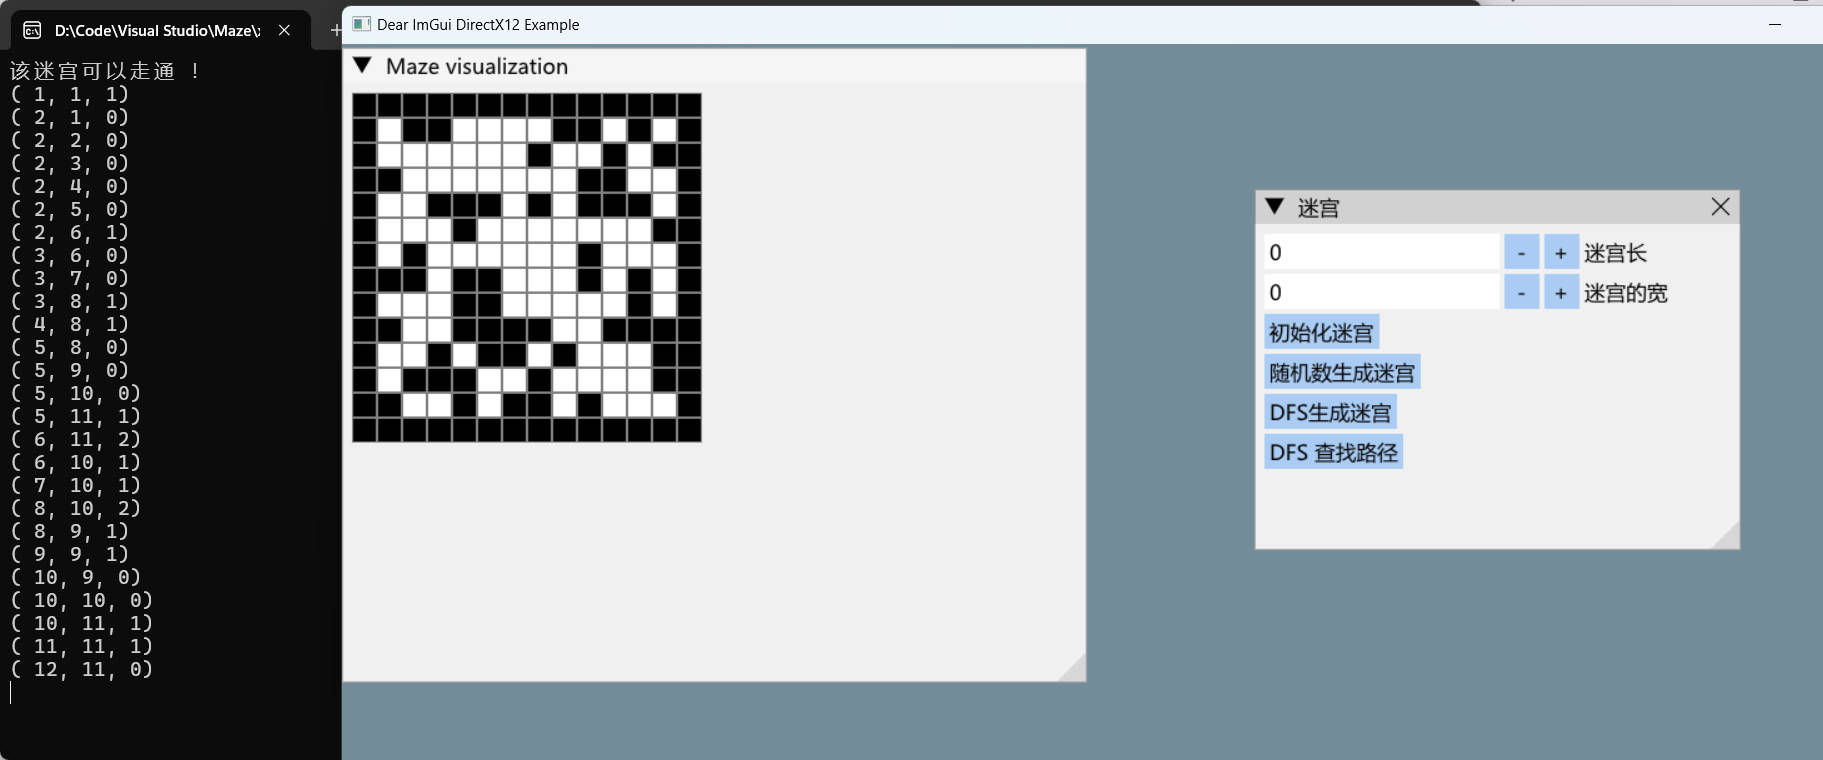 D:\Code\Visual Studio\Maze\:
该迷宫可以走通 !
( 1, 1, 1)
( 2, 1, 0)
( 2, 2, 0)
( 2, 3, 0)
( 2, 4, 0)
( 2, 5, 0)
( 2, 6, 1)
( 3, 6, 0)
( 3, 7, 0)
( 3, 8, 1)
( 4, 8, 1)
( 5, 8, 0)
( 5, 9, 0)
( 5, 10, 0)
( 5, 11, 1)
( 6, 11, 2)
( 6, 10, 1)
( 7, 10, 1)
( 8, 10, 2)
( 8, 9, 1)
( 9, 9, 1)
( 10, 9, 0)
( 10, 10, 0)
( 10, 11, 1)
( 11, 11, 1)
( 12, 11, 0)
Dear ImGui DirectX12 Example
Maze visualization
迷宫
0 - + 迷宫长
0 - + 迷宫的宽
初始化迷宫
随机数生成迷宫
DFS生成迷宫
DFS 查找路径